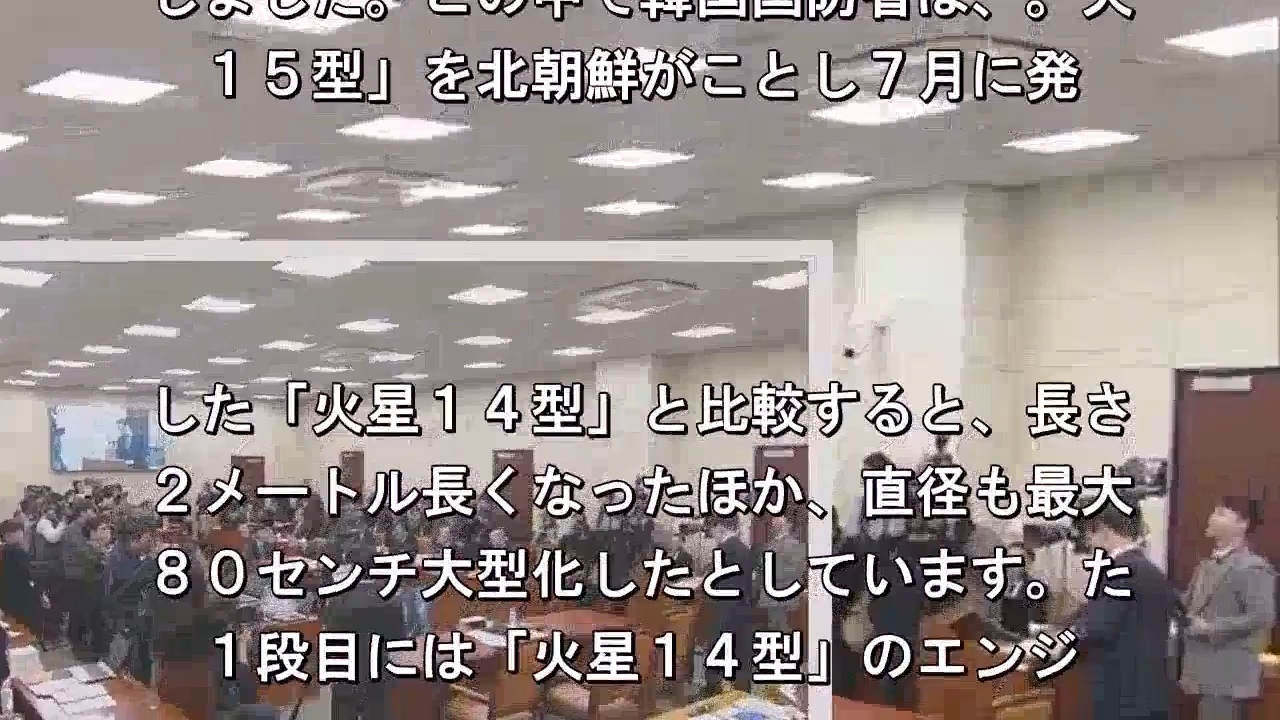 しました。この中で韓国国防省は、。火
１５型」を北朝鮮がことし７月に発
した「火星１４型」と比較すると、長さ
２メートル長くなったほか、直径も最大
８０センチ大型化したとしています。た
１段目には「火星１４型」のエンジ